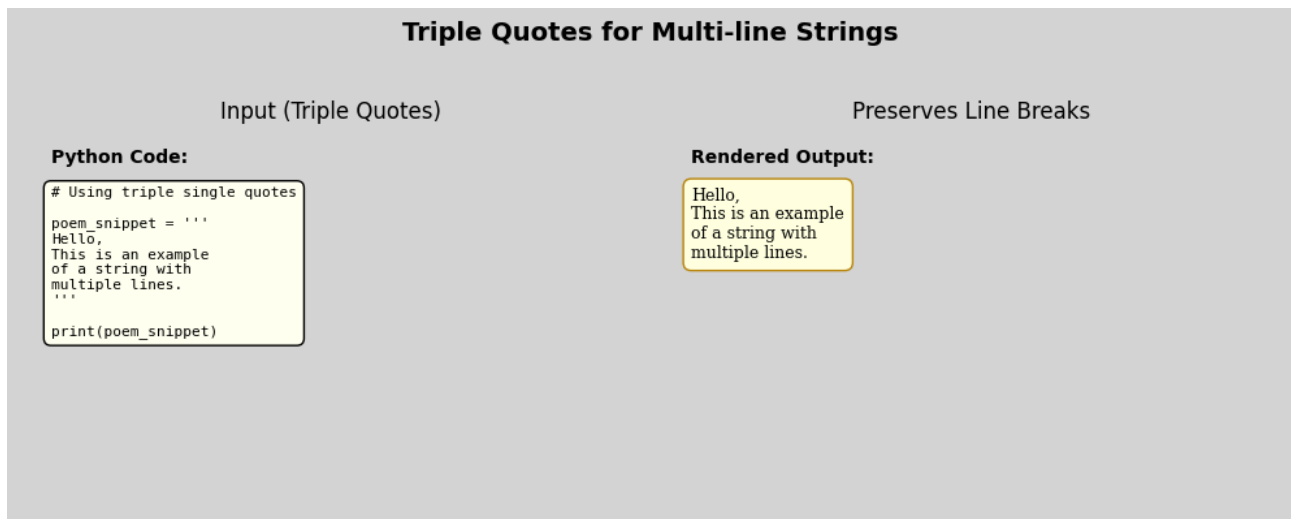 Triple Quotes for Multi-line Strings
Input (Triple Quotes)
Python Code:
# Using triple single quotes
poem_snippet = '''
Hello,
This is an example
of a string with
multiple lines.
'''
print(poem_snippet)
Preserves Line Breaks
Rendered Output:
Hello,
This is an example
of a string with
multiple lines.